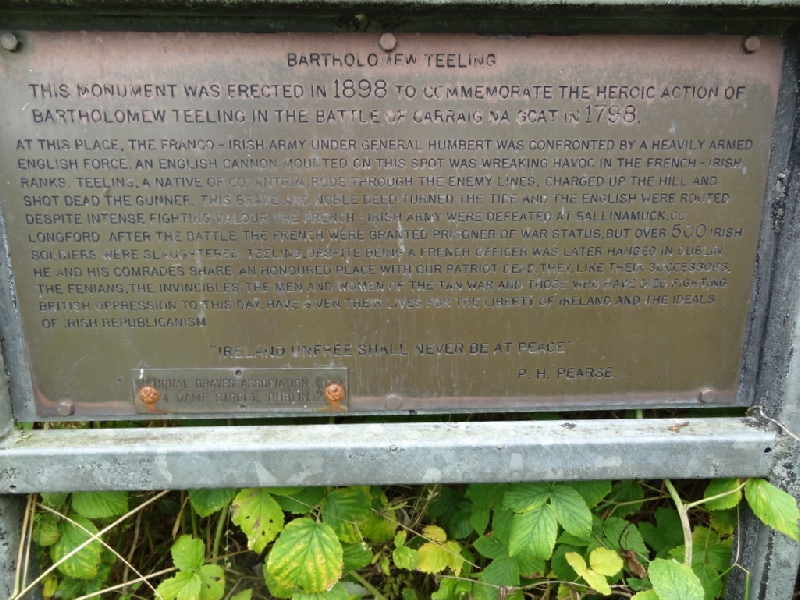 BARTHOLOMEW TEELING
THIS MONUMENT WAS ERECTED IN 1898 TO COMMEMORATE THE HEROIC ACTION OF
BARTHOLOMEW TEELING IN THE BATTLE OF CARRAIG NA GCAT IN 1798.
AT THIS PLACE, THE FRANCO - IRISH ARMY UNDER GENERAL HUMBERT WAS CONFRONTED BY A HEAVILY ARMED
ENGLISH FORCE. AN ENGLISH CANNON MOUNTED ON THIS SPOT WAS WREAKING HAVOC IN THE FRENCH - IRISH
RANKS. TEELING, A NATIVE OF CO. ANTRIM, RODE THROUGH THE ENEMY LINES, CHARGED UP THE HILL AND
SHOT DEAD THE GUNNER. THIS BRAVE AND NOBLE DEED TURNED THE TIDE AND THE ENGLISH WERE ROUTED.
DESPITE INTENSE FIGHTING VALOUR THE FRENCH - IRISH ARMY WERE DEFEATED AT BALLINAMUCK, CO.
LONGFORD. AFTER THE BATTLE THE FRENCH WERE GRANTED PRISONER OF WAR STATUS, BUT OVER 500 IRISH
SOLDIERS WERE SLAUGHTERED. TEELING, DESPITE BEING A FRENCH OFFICER WAS LATER HANGED IN DUBLIN.
HE AND HIS COMRADES SHARE AN HONOURED PLACE WITH OUR PATRIOT DEAD. THEY, LIKE THEIR SUCCESSORS,
THE FENIANS, THE INVINCIBLES, THE MEN AND WOMEN OF THE TAN WAR AND THOSE WHO HAVE DIED FIGHTING
BRITISH OPPRESSION TO THIS DAY, HAVE GIVEN THEIR LIVES FOR THE LIBERTY OF IRELAND AND THE IDEALS
OF IRISH REPUBLICANISM
"IRELAND UNFREE SHALL NEVER BE AT PEACE"
P. H. PEARSE
GRAVES ASSOCIATION
DAME STREET, DUBLIN 2